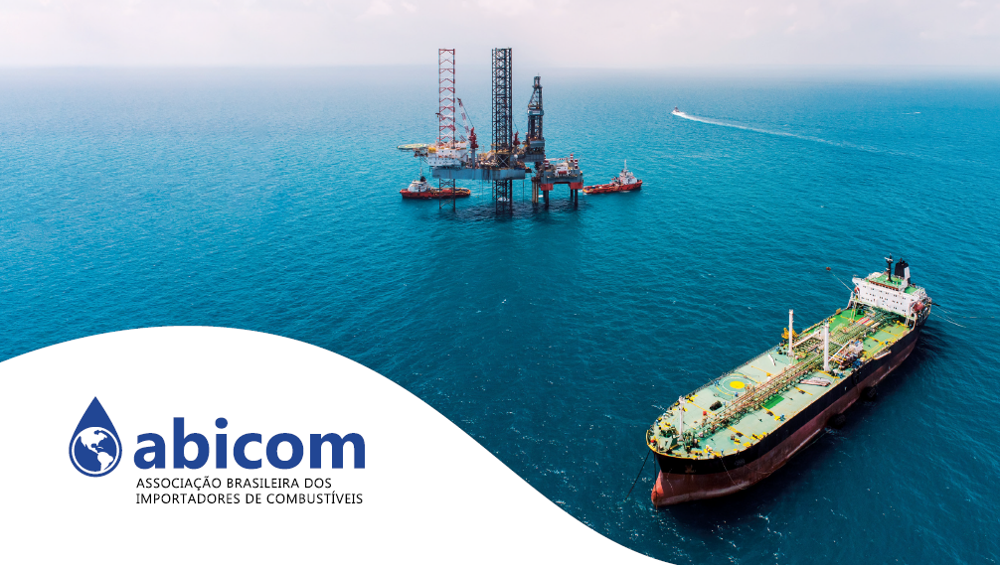 abicom
ASSOCIAÇÃO BRASILEIRA DOS
IMPORTADORES DE COMBUSTÍVEIS